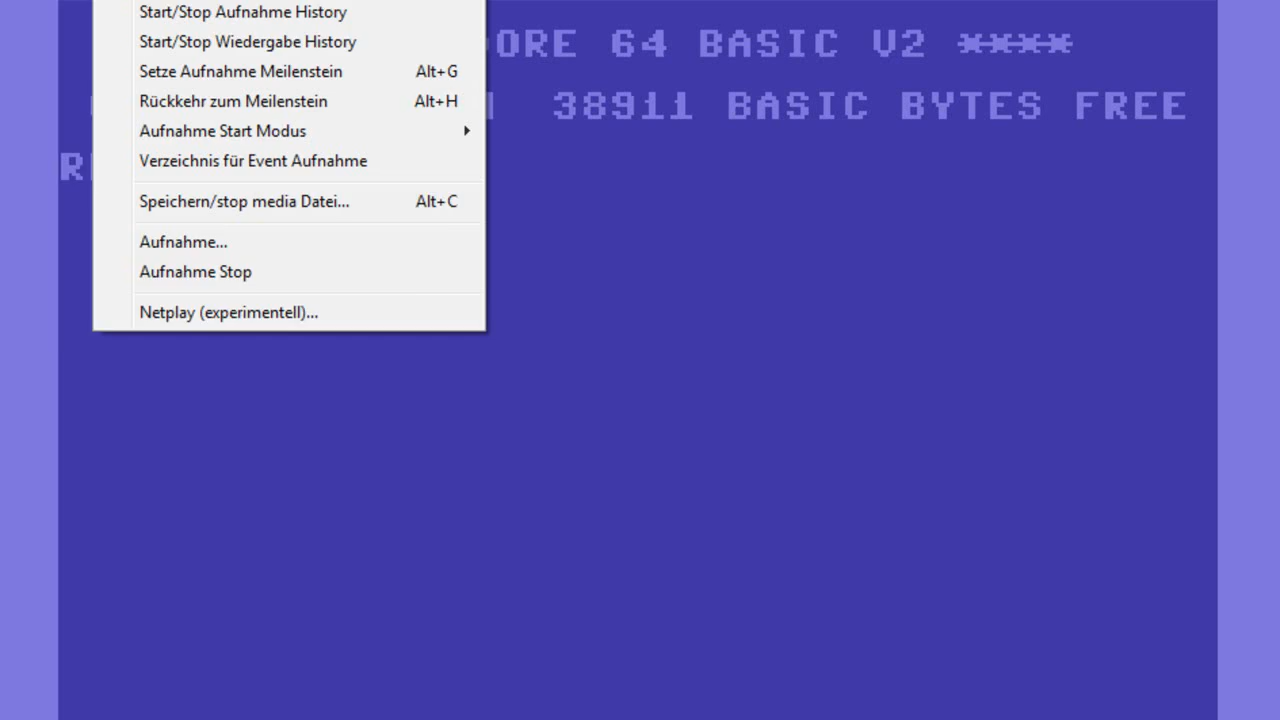 Start/Stop Aufnahme History
Start/Stop Wiedergabe History
Setze Aufnahme Meilenstein Alt+G
Rückkehr zum Meilenstein Alt+H
Aufnahme Start Modus
Verzeichnis für Event Aufnahme
Speichern/stop media Datei... Alt+C
Aufnahme...
Aufnahme Stop
Netplay (experimentell)...
ORE 64 BASIC V2 ****
38911 BASIC BYTES FREE